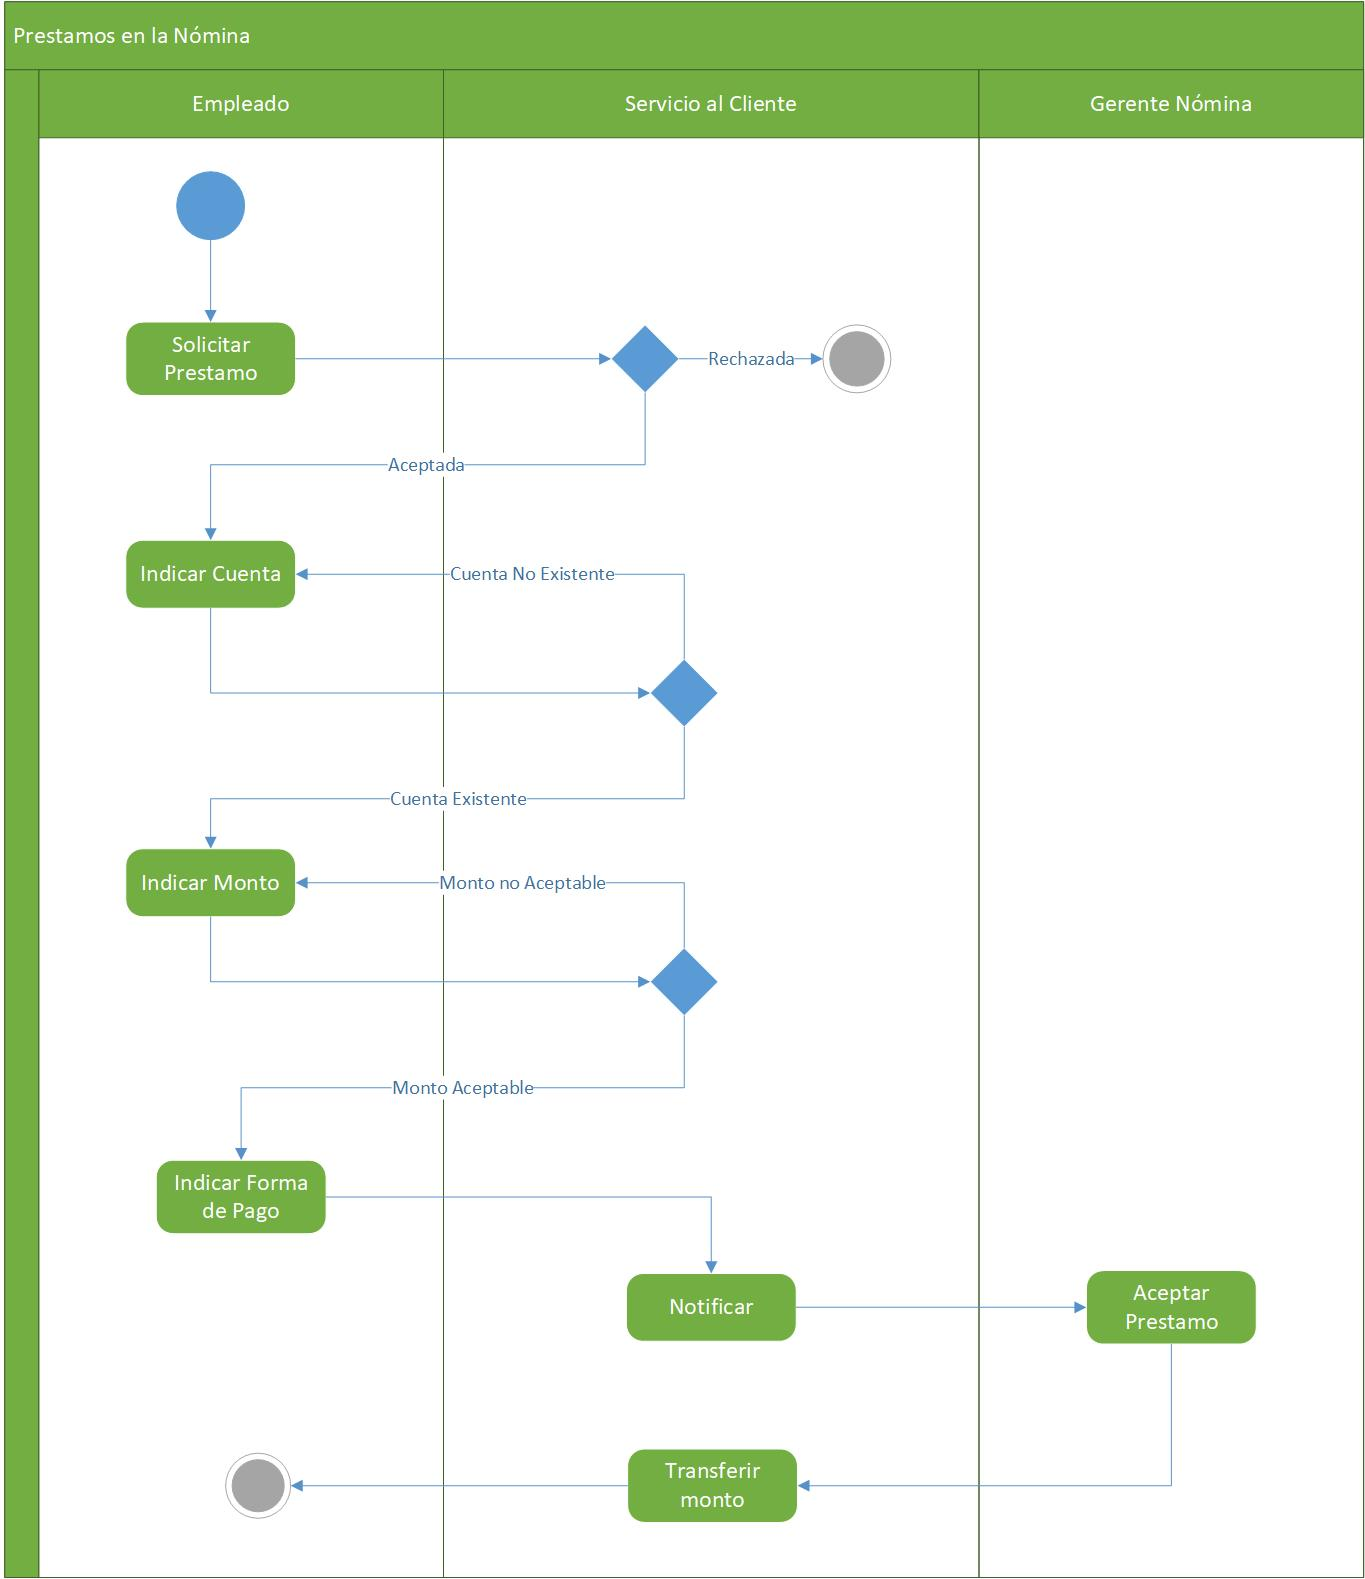 Prestamos en la Nómina
Empleado
Servicio al Cliente
Gerente Nómina
Solicitar
Prestamo
Rechazada
Aceptada
Indicar Cuenta
Cuenta No Existente
Cuenta Existente
Indicar Monto
Monto no Aceptable
Monto Aceptable
Indicar Forma
de Pago
Notificar
Aceptar
Prestamo
Transferir
monto